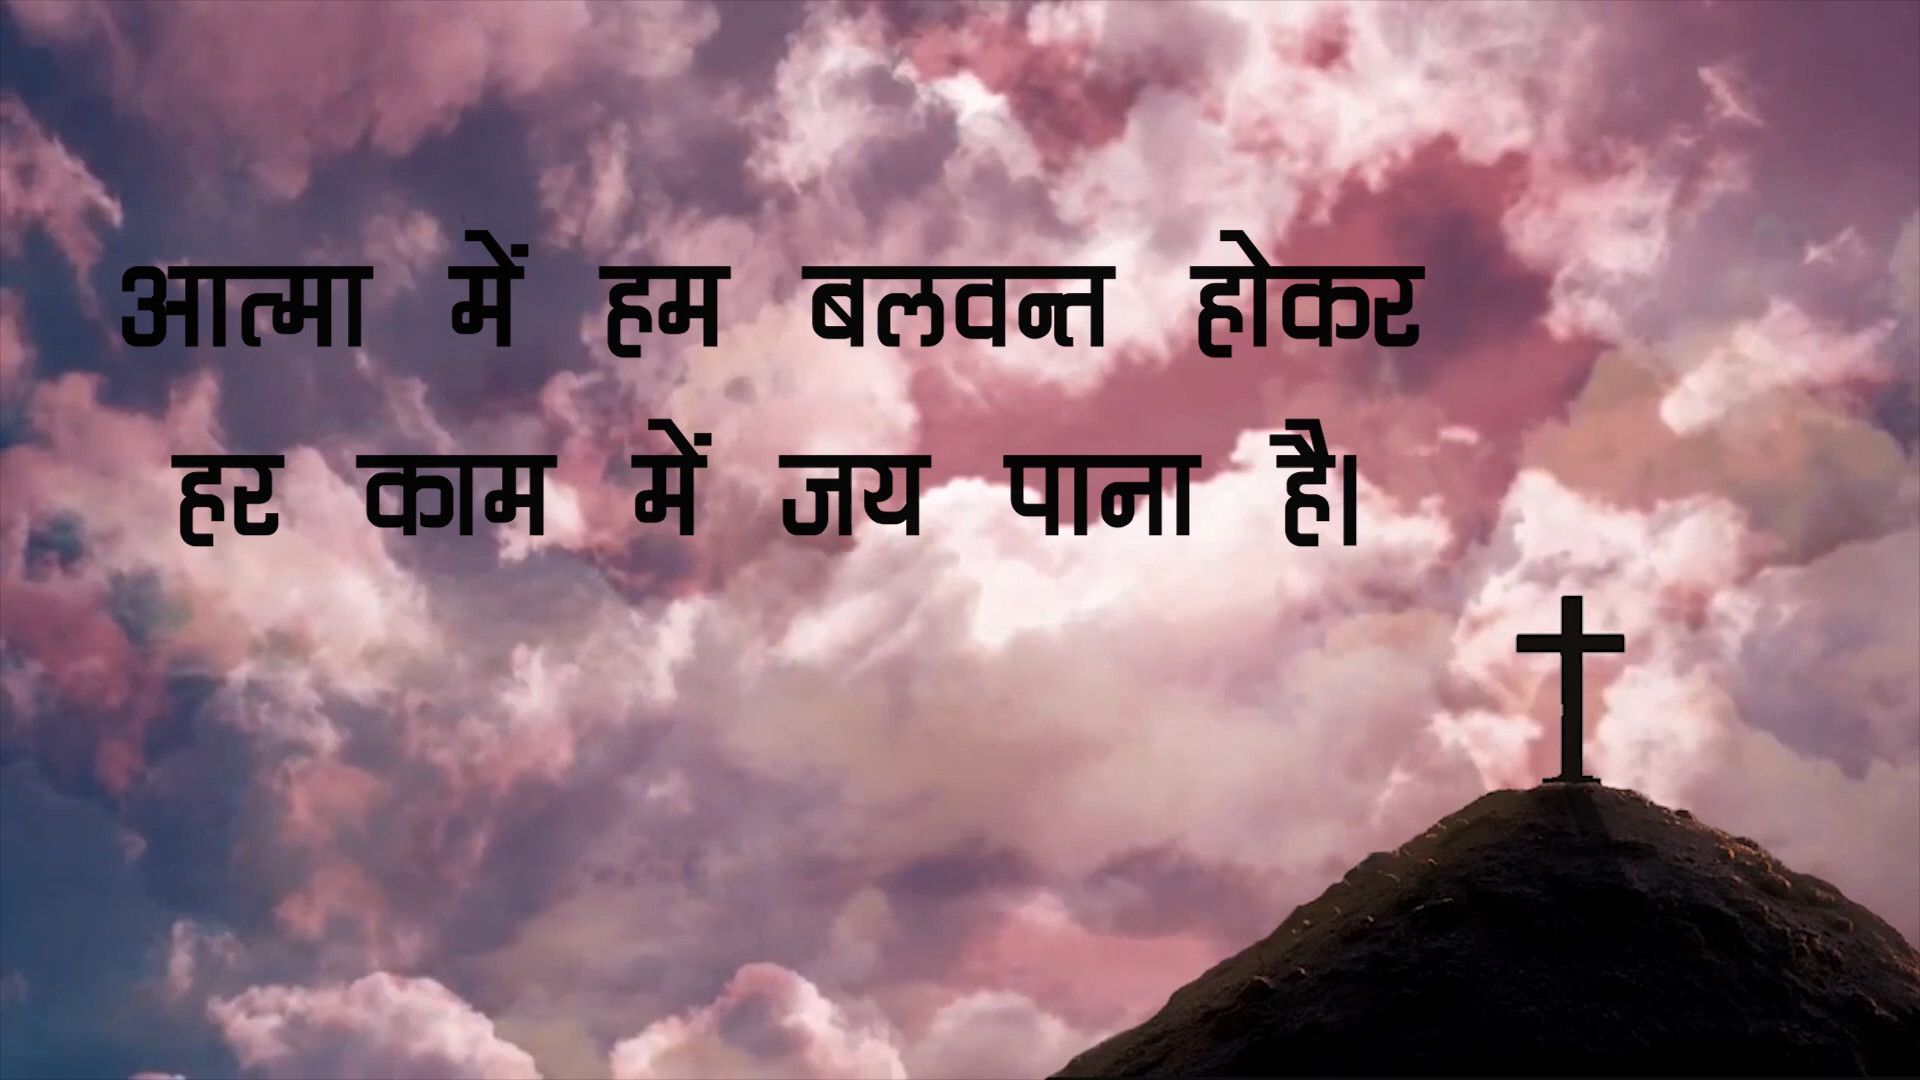 आत्मा में हम बलवन्त होकर
हर काम में जय पाना है।